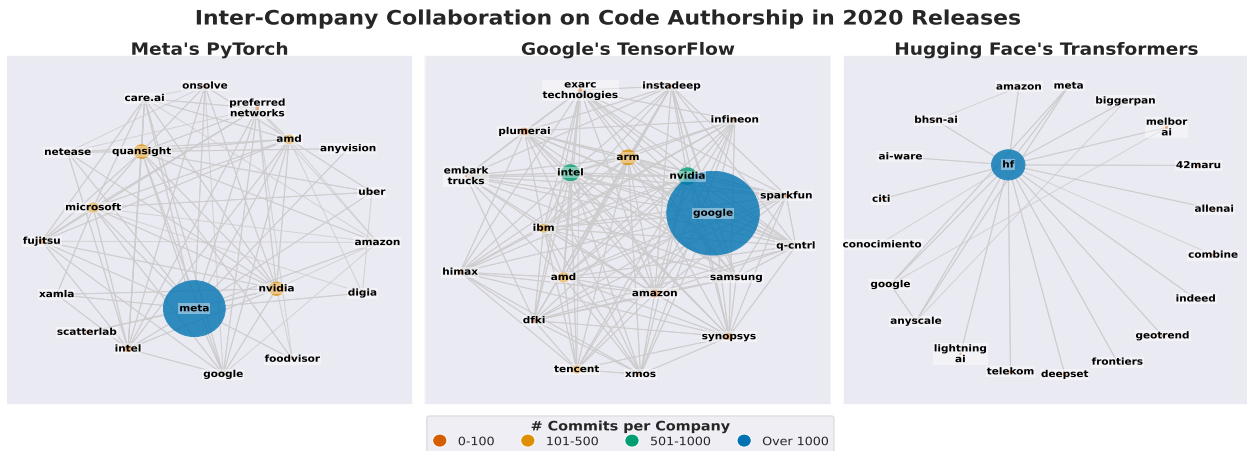 Inter-Company Collaboration on Code Authorship in 2020 Releases
Meta's PyTorch
onsolve
care.ai
preferred
networks
amd
anyvision
netease
quansight
uber
microsoft
fujitsu
amazon
xamla
meta
nvidia
digia
scatterlab
intel
foodvisor
google
Google's TensorFlow
exarc
technologies
instadeep
plumerai
infineon
arm
embark
trucks
intel
nvidia
sparkfun
google
ibm
q-cntrl
himax
amd
samsung
amazon
dfki
synopsys
tencent
xmos
Hugging Face's Transformers
amazon
meta
biggerpan
bhsn-ai
melbor
ai
ai-ware
hf
42maru
citi
allenai
conocimiento
combine
google
indeed
anyscale
geotrend
lightning
ai
frontiers
telekom
deepset
# Commits per Company
0-100
101-500
501-1000
Over 1000